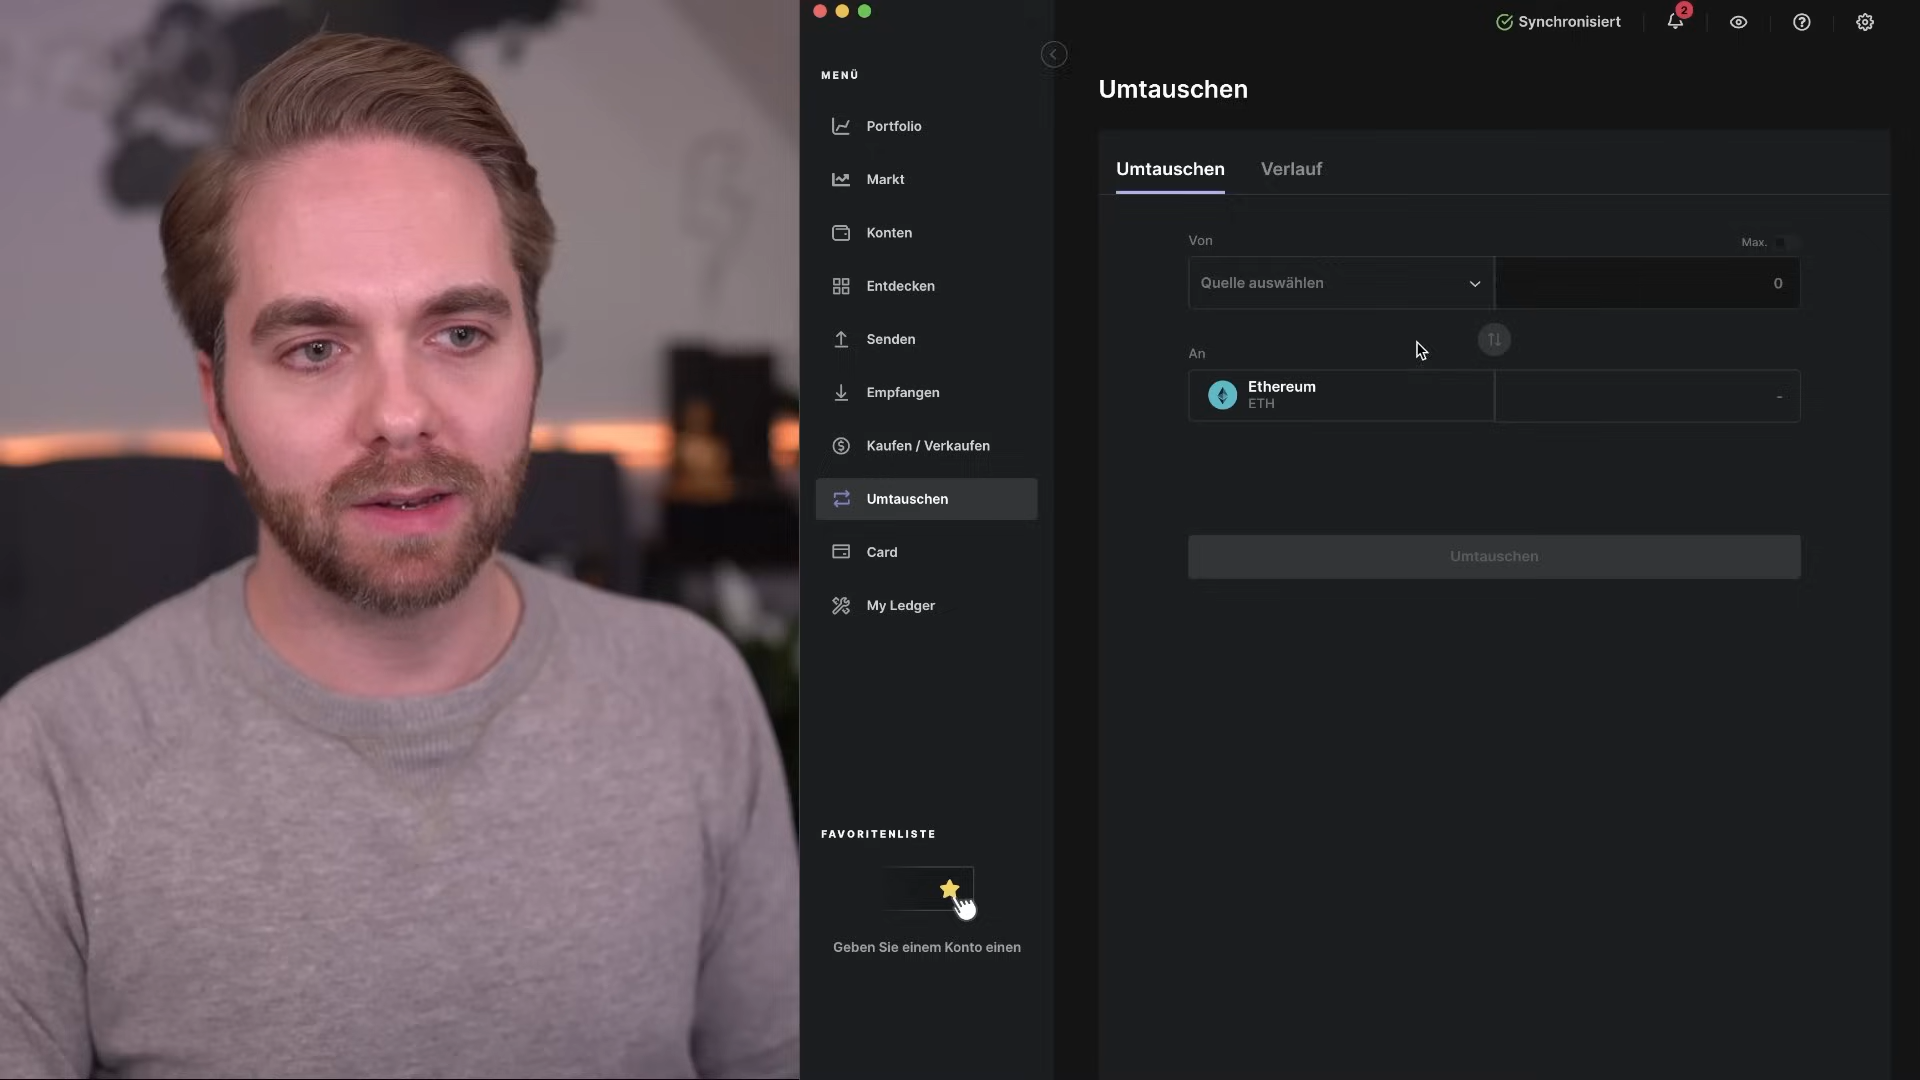 Synchronisiert
2
MENÜ
Portfolio
Markt
Konten
Entdecken
Senden
Empfangen
Kaufen / Verkaufen
Umtauschen
Card
My Ledger
FAVORITENLISTE
Geben Sie einem Konto einen
Umtauschen
Umtauschen
Verlauf
Von
Max.
Quelle auswählen
0
An
Ethereum
ETH
-
Umtauschen